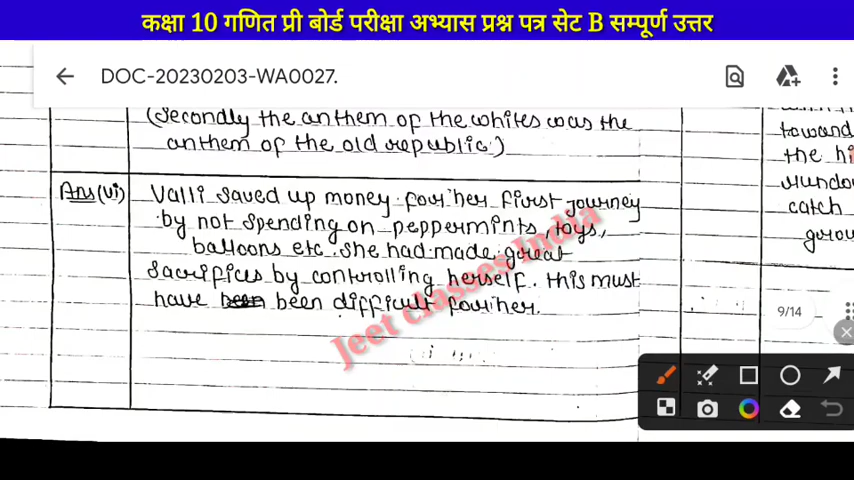 कक्षा 10 गणित प्री बोर्ड परीक्षा अभ्यास प्रश्न पत्र सेट B सम्पूर्ण उत्तर
DOC-20230203-WA0027.
(Secondly the anthem of the whites was the
anthem of the old republic.)
Ans (vi) Valli saved up money for her first journey
by not spending on peppermints, toys,
balloons etc. she had made great
sacrifices by controlling herself. This must
have been difficult for her.
Jeet classes India
toward
the hi
catch
9/14